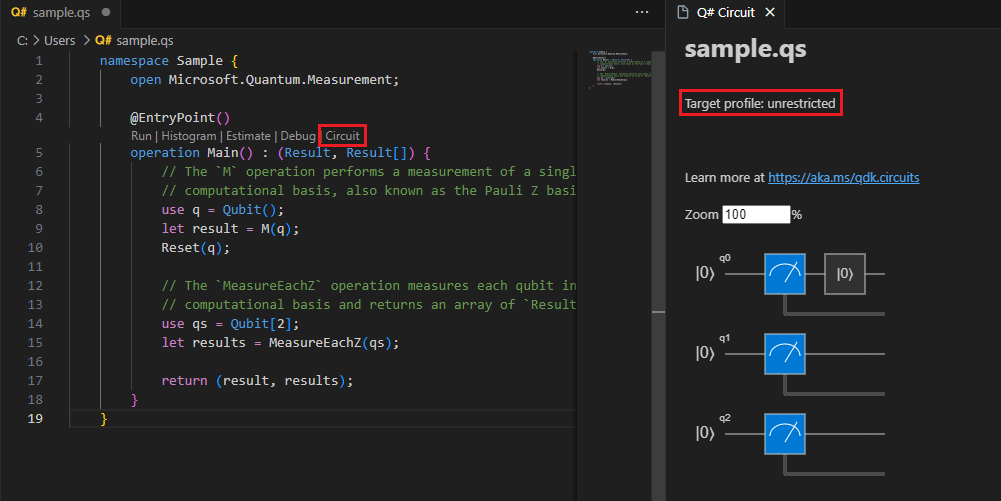 Q# sample.qs
C: > Users > Q# sample.qs
1 namespace Sample {
2 open Microsoft.Quantum.Measurement;
3
4 @EntryPoint()
Run | Histogram | Estimate | Debug | Circuit
5 operation Main() : (Result, Result[]) {
6 // The `M` operation performs a measurement of a singl
7 // computational basis, also known as the Pauli Z basi
8 use q = Qubit();
9 let result = M(q);
10 Reset(q);
11
12 // The `MeasureEachZ` operation measures each qubit in
13 // computational basis and returns an array of `Result
14 use qs = Qubit[2];
15 let results = MeasureEachZ(qs);
16
17 return (result, results);
18 }
19 }
Q# Circuit
sample.qs
Target profile: unrestricted
Learn more at https://aka.ms/qdk.circuits
Zoom 100 %
q0
|0⟩ |0⟩
q1
|0⟩
q2
|0⟩